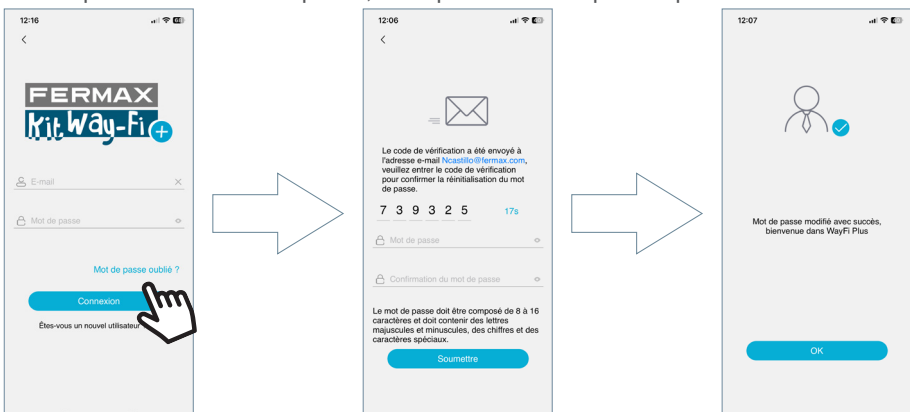 12:16
FERMAX
Kit Way-Fi +
E-mail
Mot de passe
Mot de passe oublié ?
Connexion
Êtes-vous un nouvel utilisateur
12:06
Le code de vérification a été envoyé à
l'adresse e-mail Ncastillo@fermax.com,
veuillez entrer le code de vérification
pour confirmer la réinitialisation du mot
de passe.
7 3 9 3 2 5 17s
Mot de passe
Confirmation du mot de passe
Le mot de passe doit être composé de 8 à 16
caractères et doit contenir des lettres
majuscules et minuscules, des chiffres et des
caractères spéciaux.
Soumettre
12:07
Mot de passe modifié avec succès,
bienvenue dans WayFi Plus
OK